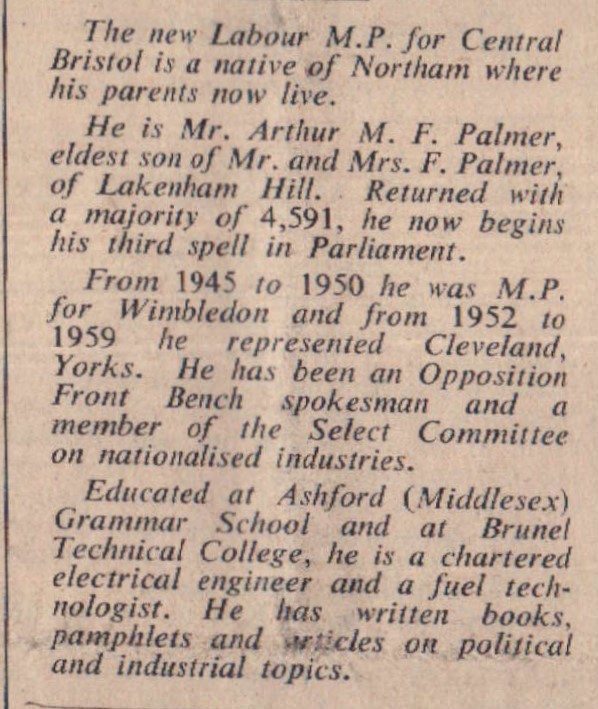 The new Labour M.P. for Central
Bristol is a native of Northam where
his parents now live.
He is Mr. Arthur M. F. Palmer,
eldest son of Mr. and Mrs. F. Palmer,
of Lakenham Hill. Returned with
a majority of 4,591, he now begins
his third spell in Parliament.
From 1945 to 1950 he was M.P.
for Wimbledon and from 1952 to
1959 he represented Cleveland,
Yorks. He has been an Opposition
Front Bench spokesman and a
member of the Select Committee
on nationalised industries.
Educated at Ashford (Middlesex)
Grammar School and at Brunel
Technical College, he is a chartered
electrical engineer and a fuel tech-
nologist. He has written books,
pamphlets and articles on political
and industrial topics.